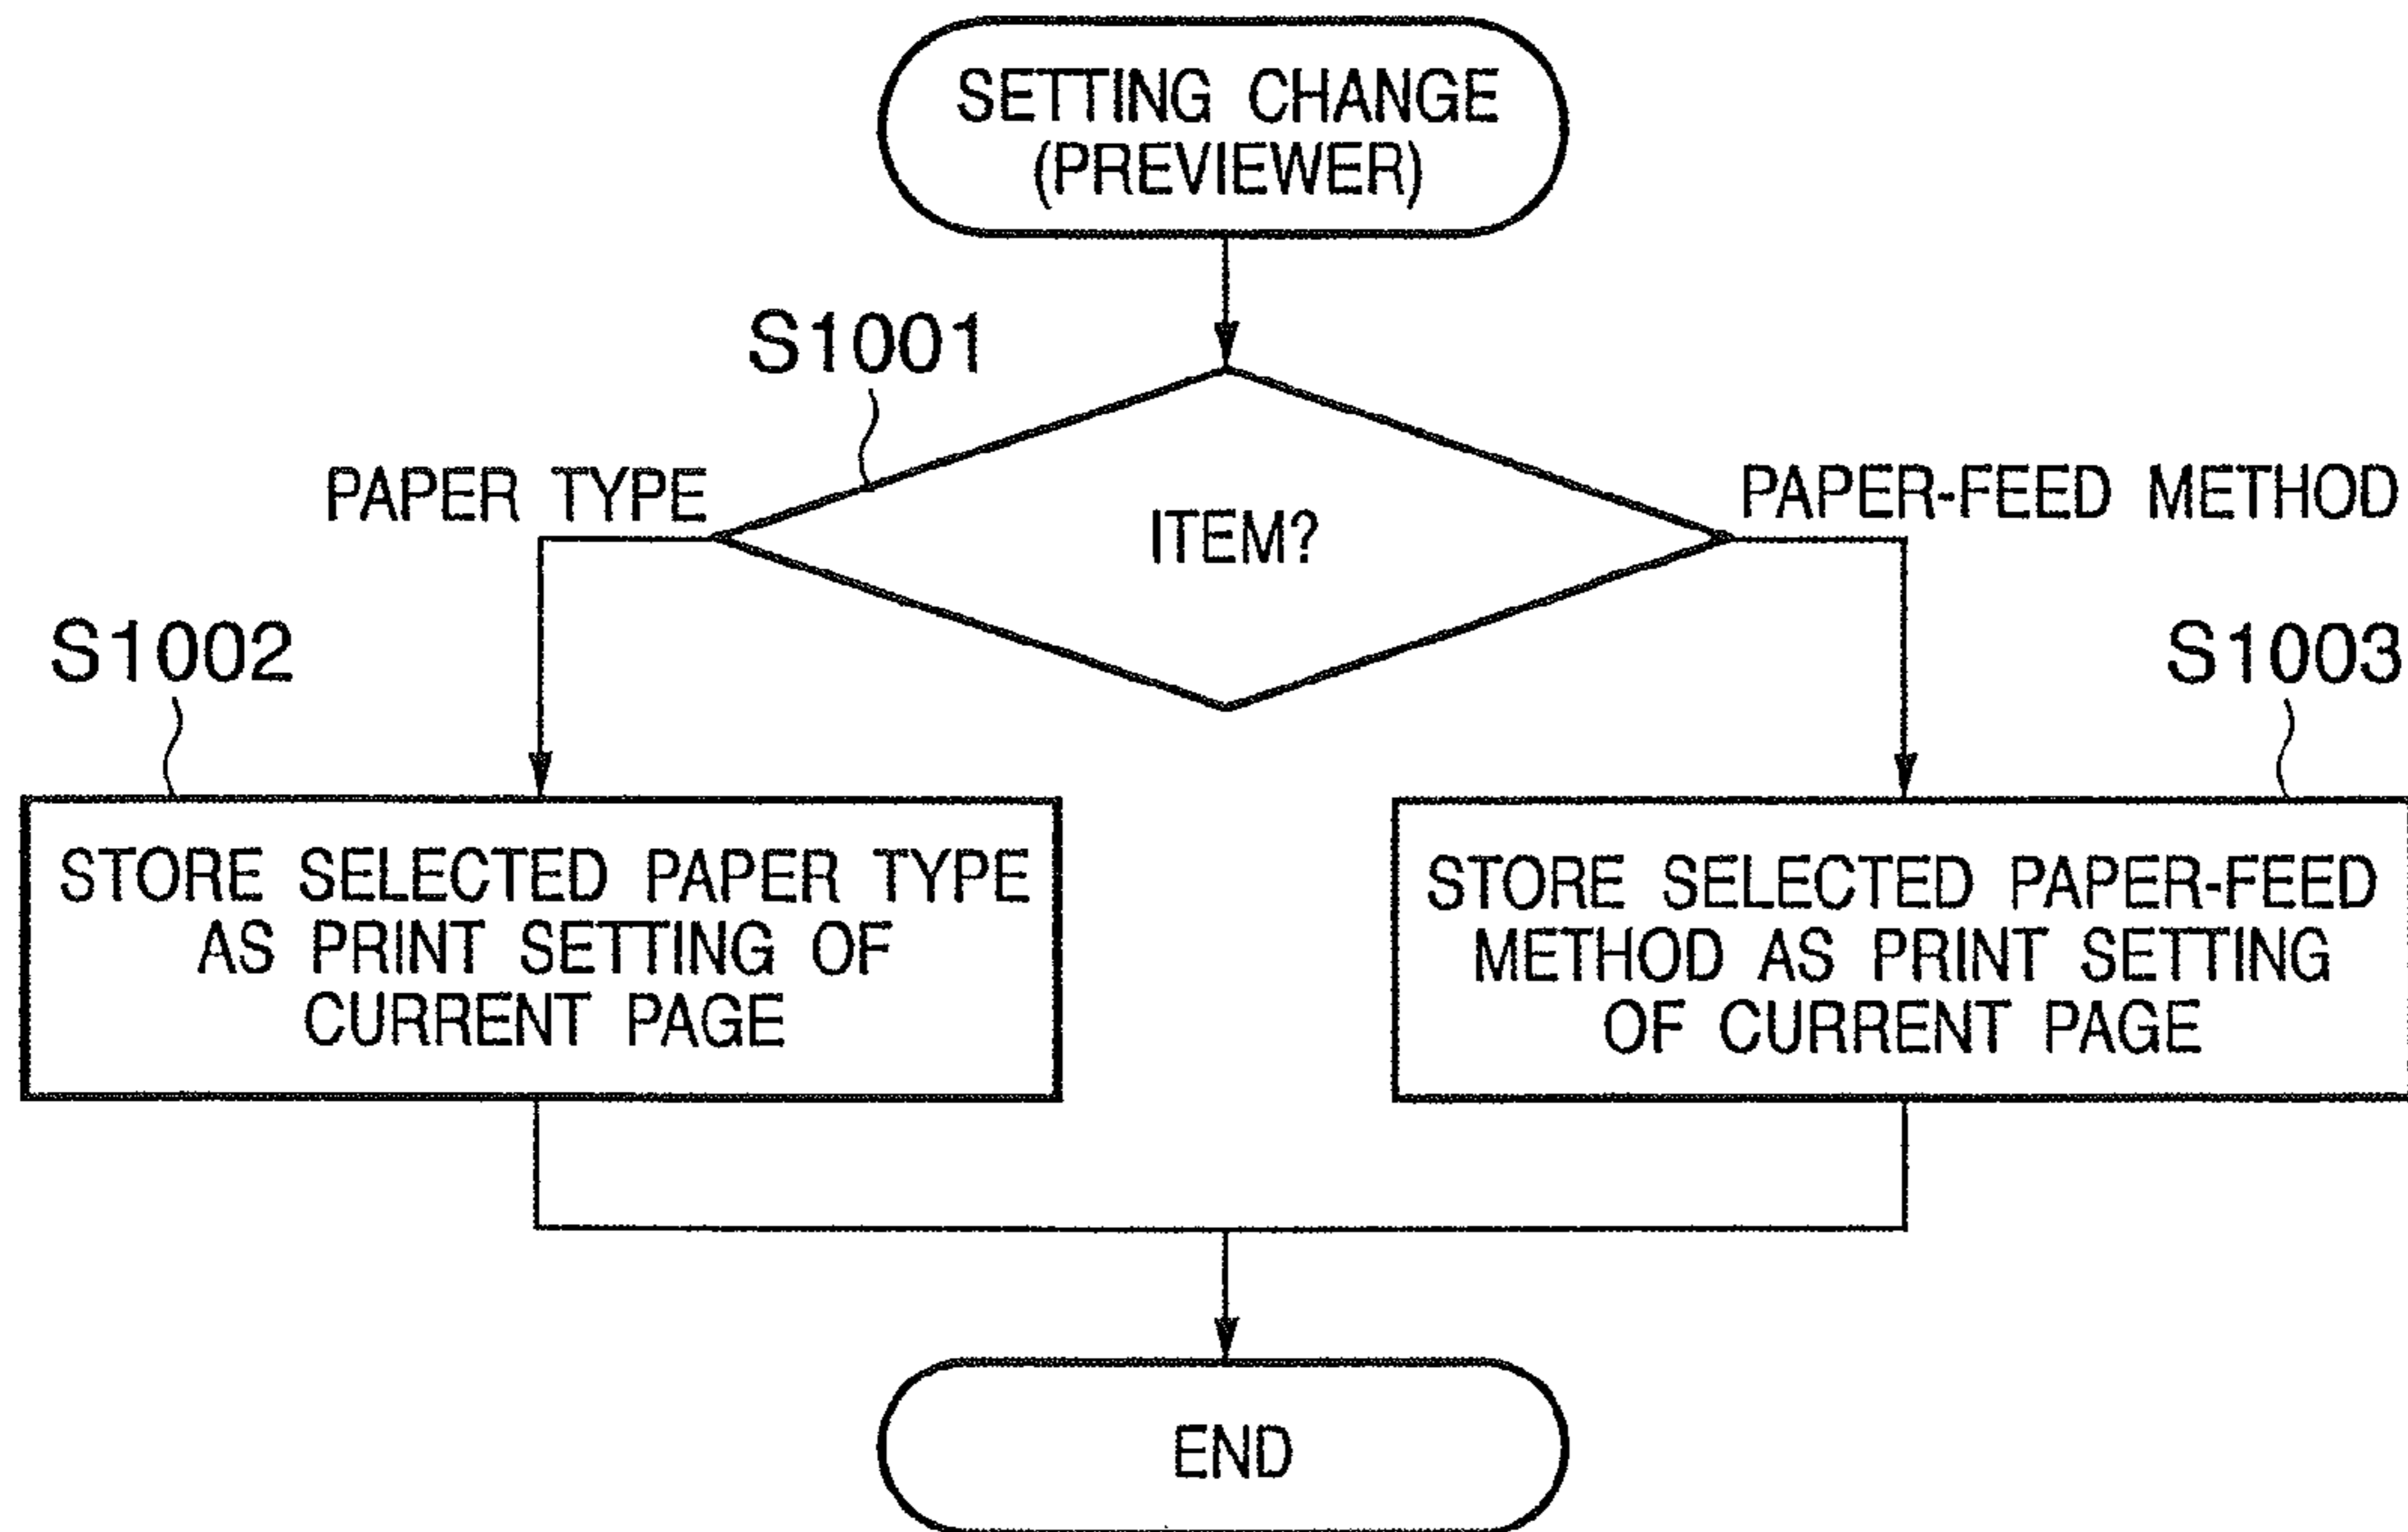 SETTING CHANGE
(PREVIEWER)
S1001
PAPER TYPE
ITEM?
PAPER-FEED METHOD
S1002
S1003
STORE SELECTED PAPER TYPE
AS PRINT SETTING OF
CURRENT PAGE
STORE SELECTED PAPER-FEED
METHOD AS PRINT SETTING
OF CURRENT PAGE
END